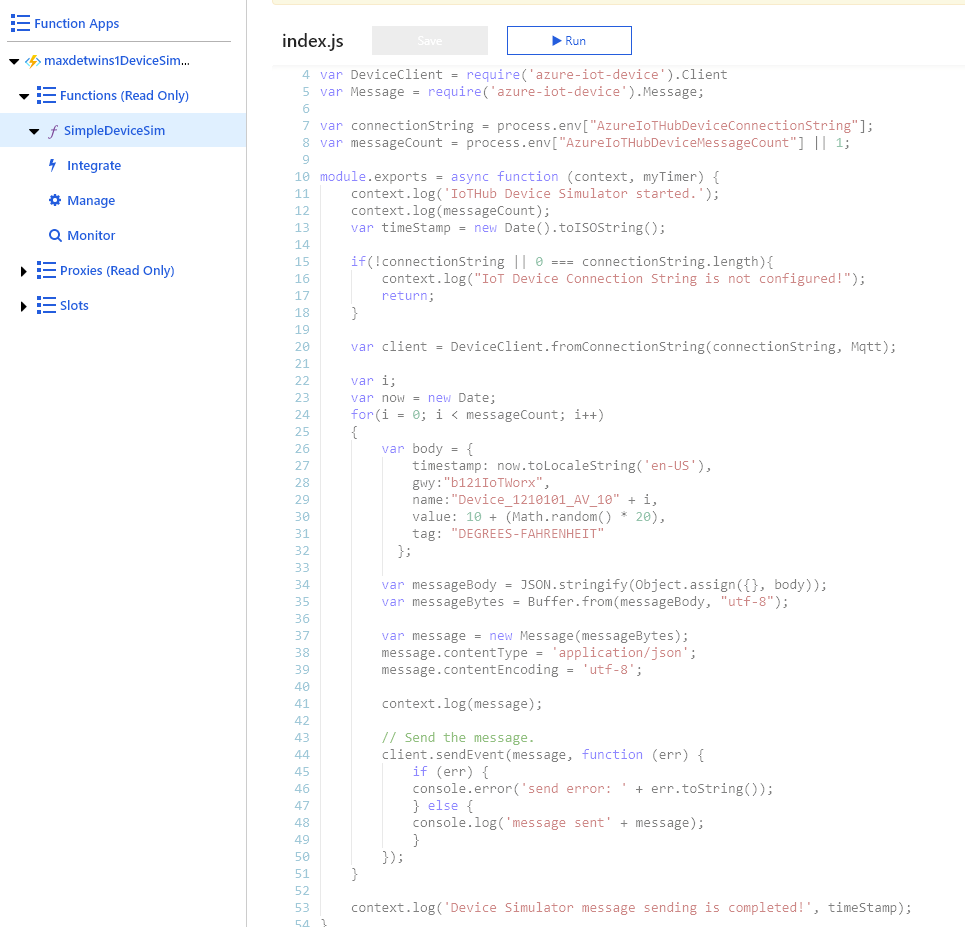 Function Apps
maxdetwins1DeviceSim...
Functions (Read Only)
f SimpleDeviceSim
Integrate
Manage
Monitor
Proxies (Read Only)
Slots
index.js
Save
Run
4 var DeviceClient = require('azure-iot-device').Client
5 var Message = require('azure-iot-device').Message;
6
7 var connectionString = process.env["AzureIoTHubDeviceConnectionString"];
8 var messageCount = process.env["AzureIoTHubDeviceMessageCount"] || 1;
9
10 module.exports = async function (context, myTimer) {
11     context.log('IoTHub Device Simulator started.');
12     context.log(messageCount);
13     var timeStamp = new Date().toISOString();
14
15     if(!connectionString || 0 === connectionString.length){
16         context.log("IoT Device Connection String is not configured!");
17         return;
18     }
19
20     var client = DeviceClient.fromConnectionString(connectionString, Mqtt);
21
22     var i;
23     var now = new Date;
24     for(i = 0; i < messageCount; i++)
25     {
26         var body = {
27             timestamp: now.toLocaleString('en-US'),
28             gwy:"b121IoTWorx",
29             name:"Device_1210101_AV_10" + i,
30             value: 10 + (Math.random() * 20),
31             tag: "DEGREES-FAHRENHEIT"
32           };
33
34         var messageBody = JSON.stringify(Object.assign({}, body));
35         var messageBytes = Buffer.from(messageBody, "utf-8");
36
37         var message = new Message(messageBytes);
38         message.contentType = 'application/json';
39         message.contentEncoding = 'utf-8';
40
41         context.log(message);
42
43         // Send the message.
44         client.sendEvent(message, function (err) {
45             if (err) {
46             console.error('send error: ' + err.toString());
47             } else {
48             console.log('message sent' + message);
49             }
50         });
51     }
52
53     context.log('Device Simulator message sending is completed!', timeStamp);
54 }